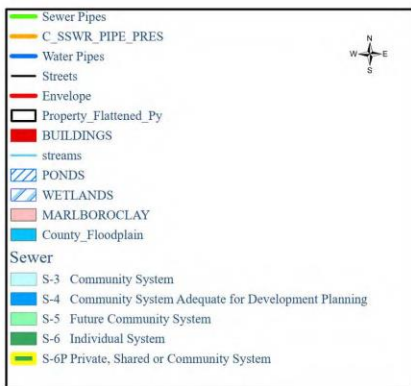 Sewer Pipes
C_SSWR_PIPE_PRES
Water Pipes
Streets
Envelope
Property_Flattened_Py
BUILDINGS
streams
PONDS
WETLANDS
MARLBOROCLAY
County_Floodplain
Sewer
S-3 Community System
S-4 Community System Adequate for Development Planning
S-5 Future Community System
S-6 Individual System
S-6P Private, Shared or Community System
N
W E
S